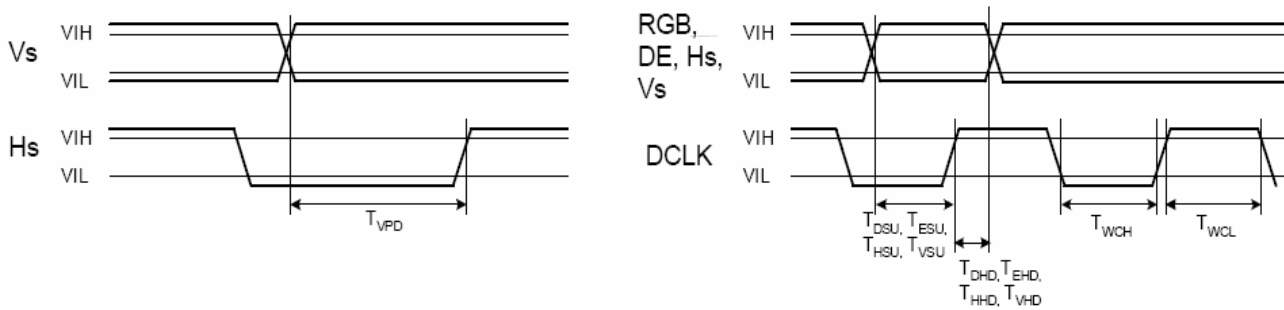 Vs
VIH
VIL
Hs
VIH
VIL
TVPD
RGB,
DE, Hs,
Vs
VIH
VIL
DCLK
VIH
VIL
TDSU, TESU,
THSU, TVSU
TDHD, TEHD,
THHD, TVHD
TWCH
TWCL